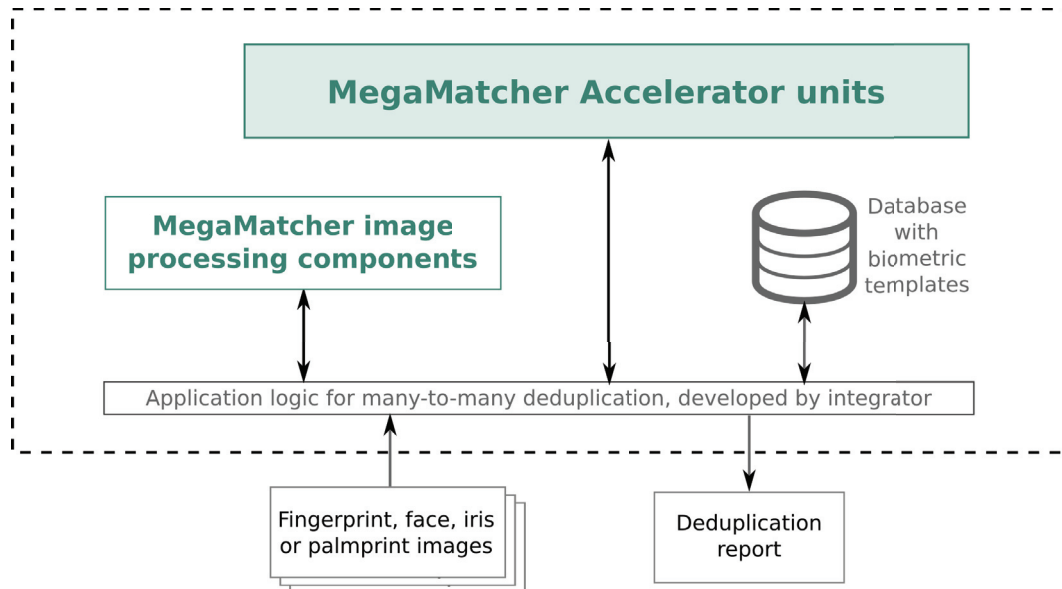 MegaMatcher Accelerator units
MegaMatcher image
processing components
Database
with
biometric
templates
Application logic for many-to-many deduplication, developed by integrator
Fingerprint, face, iris
or palmprint images
Deduplication
report